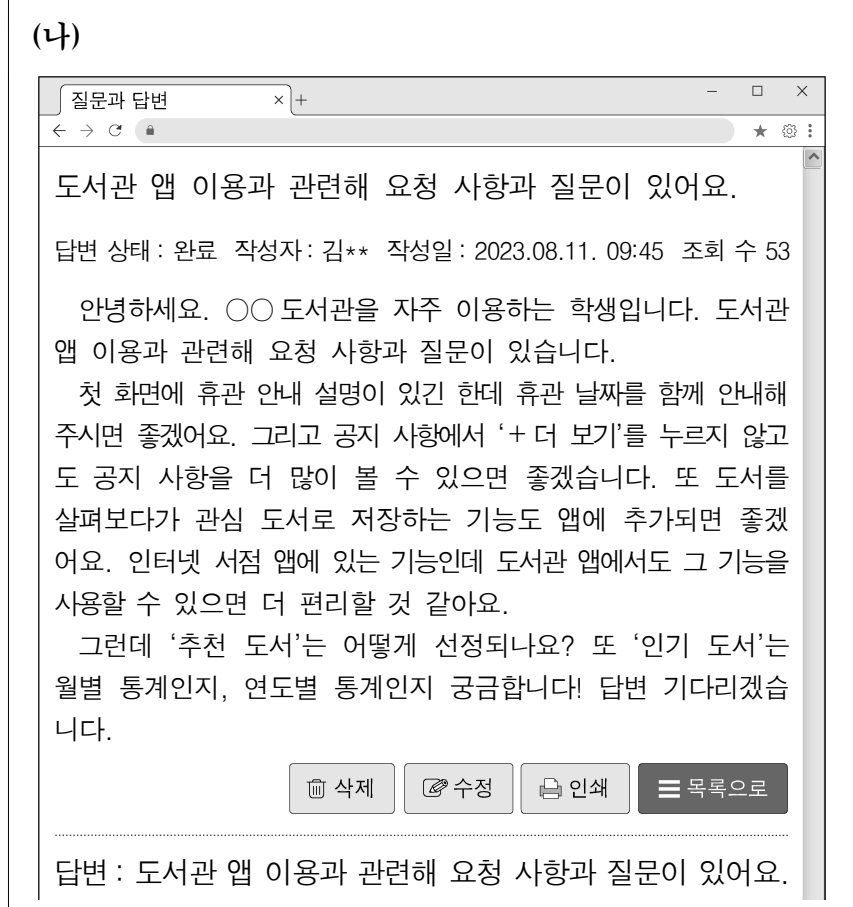 (나)
질문과 답변 × +
도서관 앱 이용과 관련해 요청 사항과 질문이 있어요.
답변 상태 : 완료 작성자 : 김** 작성일 : 2023.08.11. 09:45 조회 수 53
안녕하세요. ○○ 도서관을 자주 이용하는 학생입니다. 도서관
앱 이용과 관련해 요청 사항과 질문이 있습니다.
첫 화면에 휴관 안내 설명이 있긴 한데 휴관 날짜를 함께 안내해
주시면 좋겠어요. 그리고 공지 사항에서 ‘+ 더 보기’를 누르지 않고
도 공지 사항을 더 많이 볼 수 있으면 좋겠습니다. 또 도서를
살펴보다가 관심 도서로 저장하는 기능도 앱에 추가되면 좋겠
어요. 인터넷 서점 앱에 있는 기능인데 도서관 앱에서도 그 기능을
사용할 수 있으면 더 편리할 것 같아요.
그런데 ‘추천 도서’는 어떻게 선정되나요? 또 ‘인기 도서’는
월별 통계인지, 연도별 통계인지 궁금합니다! 답변 기다리겠습
니다.
삭제 수정 인쇄 목록으로
답변 : 도서관 앱 이용과 관련해 요청 사항과 질문이 있어요.